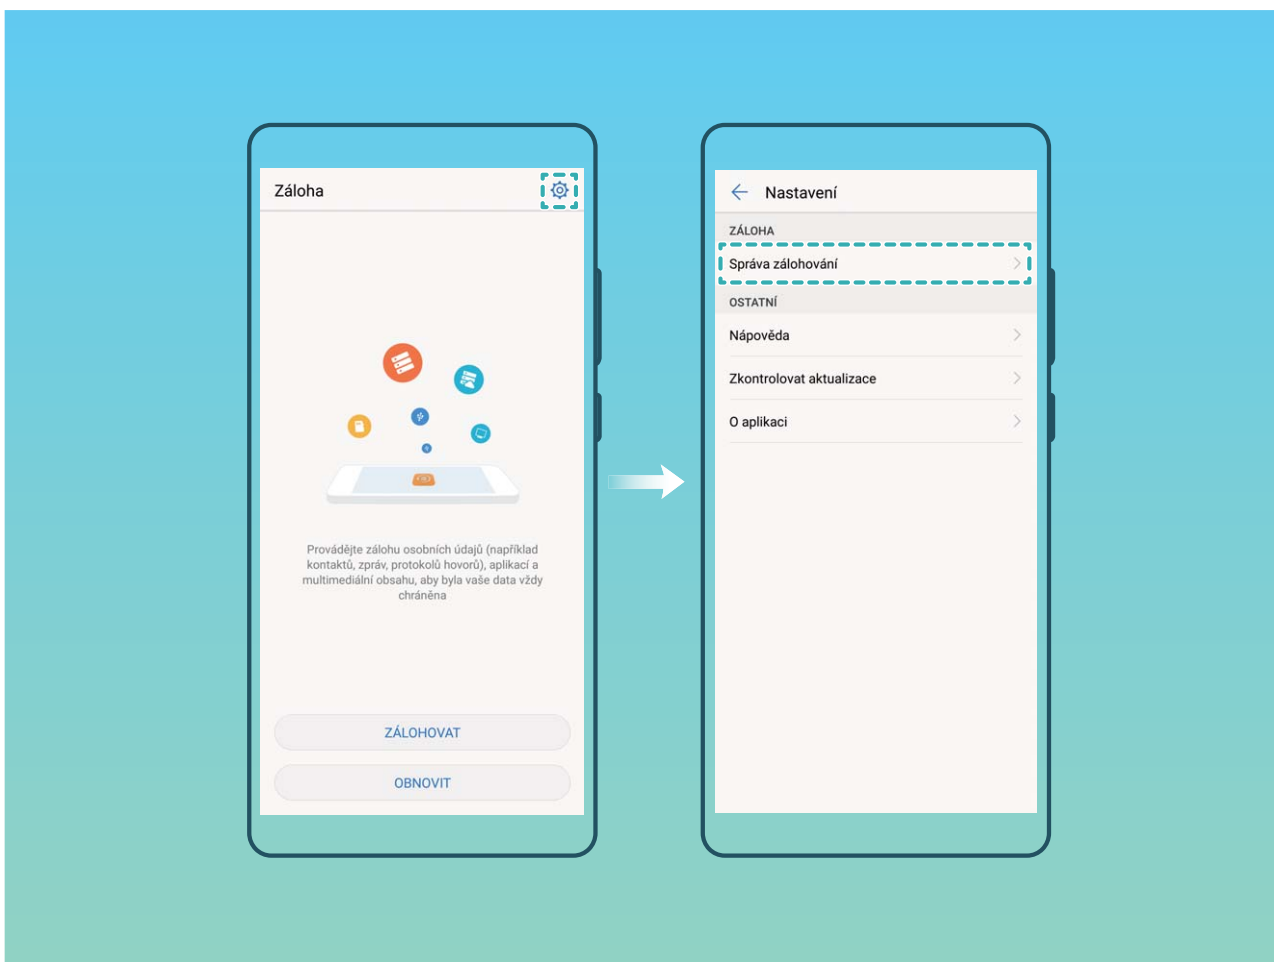 Záloha
Provádějte zálohu osobních údajů (například
kontaktů, zpráv, protokolů hovorů), aplikací a
multimediální obsahu, aby byla vaše data vždy
chráněna
ZÁLOHOVAT
OBNOVIT
Nastavení
ZÁLOHA
Správa zálohování
OSTATNÍ
Nápověda
Zkontrolovat aktualizace
O aplikaci